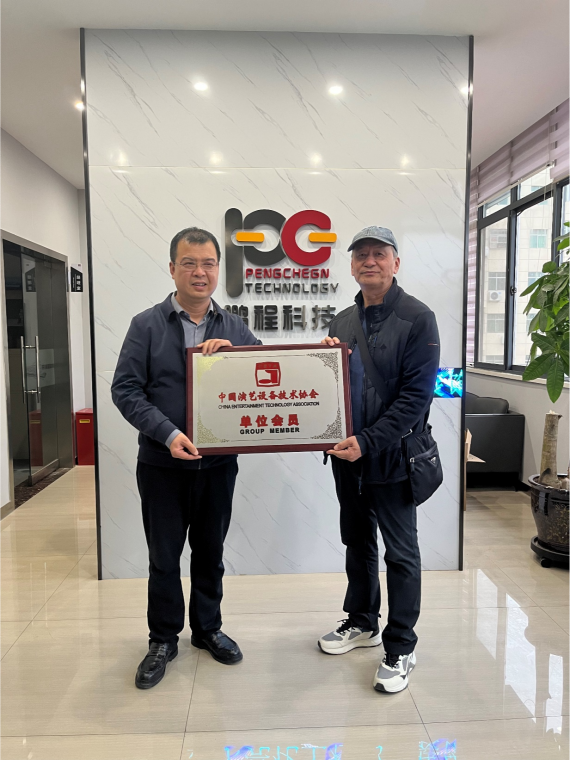 PENGCHEGN
TECHNOLOGY
鹏程科技
中国演艺设备技术协会
CHINA ENTERTAINMENT TECHNOLOGY ASSOCIATION
单位会员
GROUP MEMBER